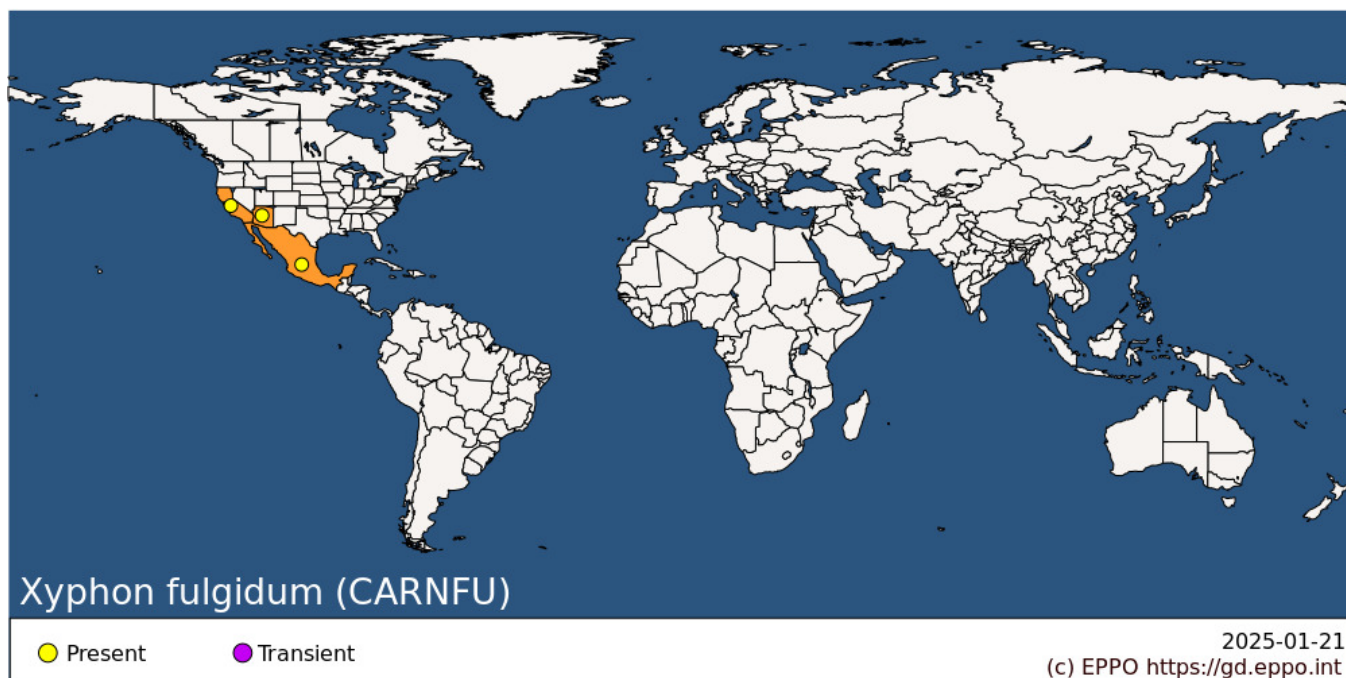 Xyphon fulgidum (CARNFU)
Present
Transient
2025-01-21
(c) EPPO https://gd.eppo.int